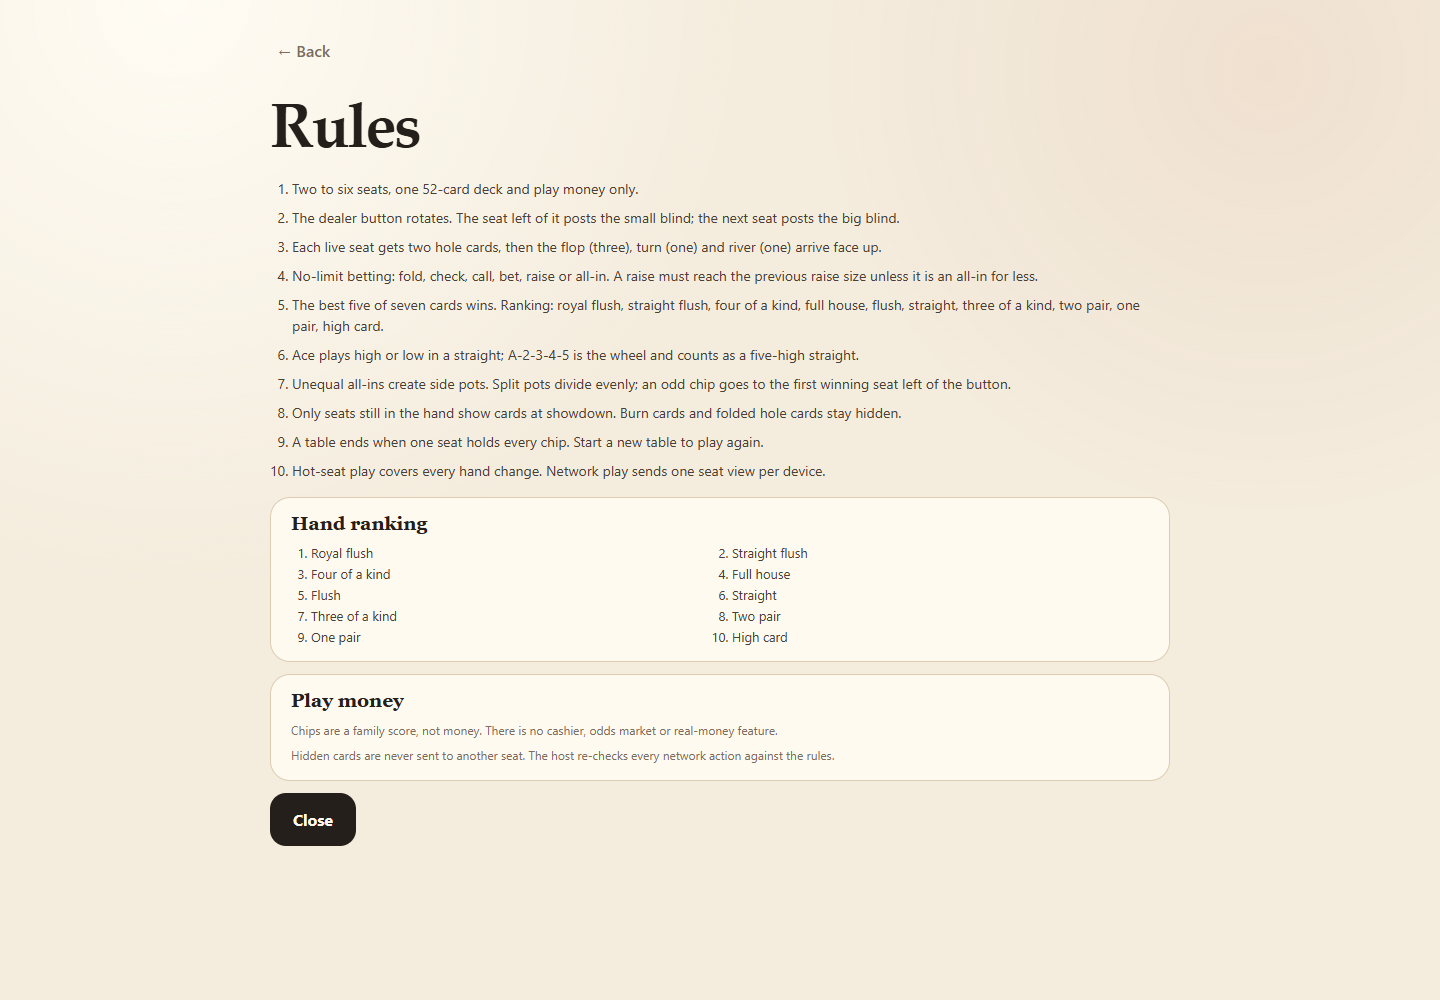 ← Back
Rules
1. Two to six seats, one 52-card deck and play money only.
2. The dealer button rotates. The seat left of it posts the small blind; the next seat posts the big blind.
3. Each live seat gets two hole cards, then the flop (three), turn (one) and river (one) arrive face up.
4. No-limit betting: fold, check, call, bet, raise or all-in. A raise must reach the previous raise size unless it is an all-in for less.
5. The best five of seven cards wins. Ranking: royal flush, straight flush, four of a kind, full house, flush, straight, three of a kind, two pair, one
pair, high card.
6. Ace plays high or low in a straight; A-2-3-4-5 is the wheel and counts as a five-high straight.
7. Unequal all-ins create side pots. Split pots divide evenly; an odd chip goes to the first winning seat left of the button.
8. Only seats still in the hand show cards at showdown. Burn cards and folded hole cards stay hidden.
9. A table ends when one seat holds every chip. Start a new table to play again.
10. Hot-seat play covers every hand change. Network play sends one seat view per device.
Hand ranking
1. Royal flush
2. Straight flush
3. Four of a kind
4. Full house
5. Flush
6. Straight
7. Three of a kind
8. Two pair
9. One pair
10. High card
Play money
Chips are a family score, not money. There is no cashier, odds market or real-money feature.
Hidden cards are never sent to another seat. The host re-checks every network action against the rules.
Close